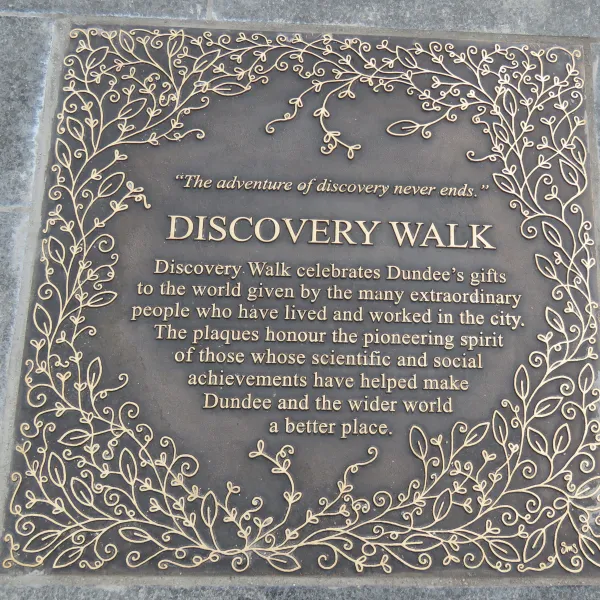 “The adventure of discovery never ends.”
DISCOVERY WALK
Discovery Walk celebrates Dundee’s gifts
to the world given by the many extraordinary
people who have lived and worked in the city.
The plaques honour the pioneering spirit
of those whose scientific and social
achievements have helped make
Dundee and the wider world
a better place.